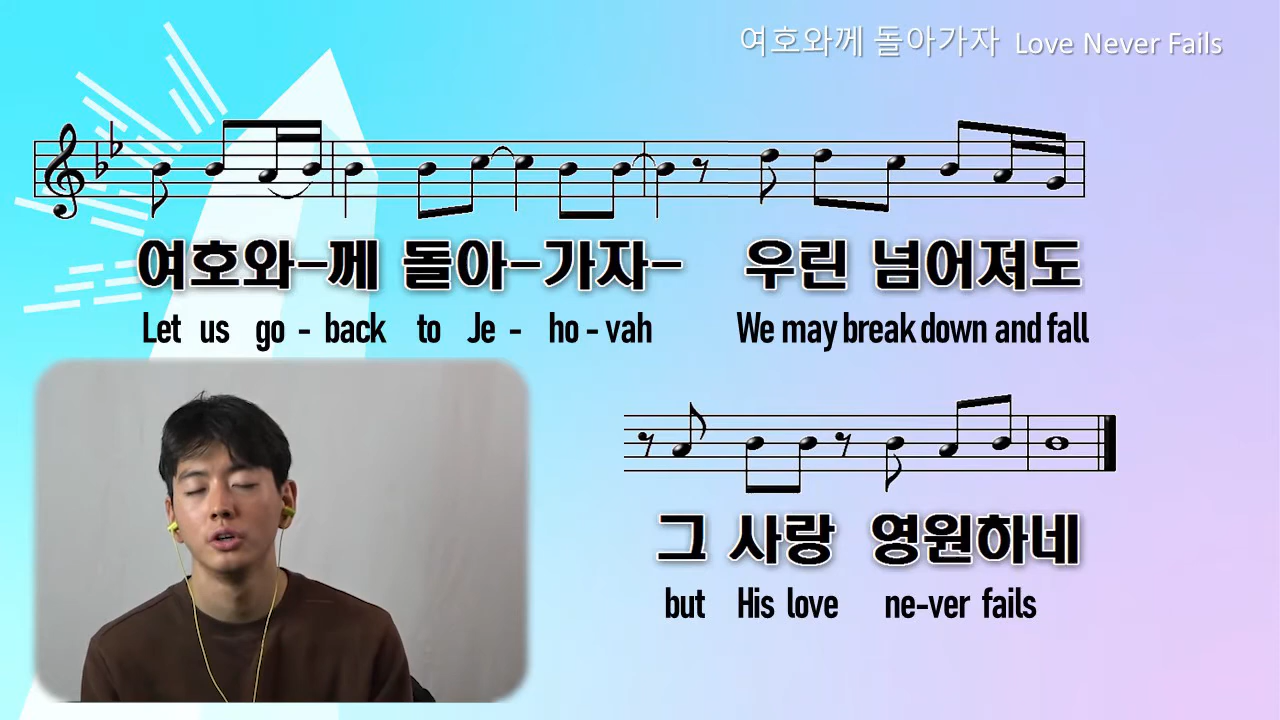 여호와께 돌아가자 Love Never Fails
여호와-께 돌아-가자- 우린 넘어져도
Let us go - back to Je - ho - vah We may break down and fall
그 사랑 영원하네
but His love ne-ver fails